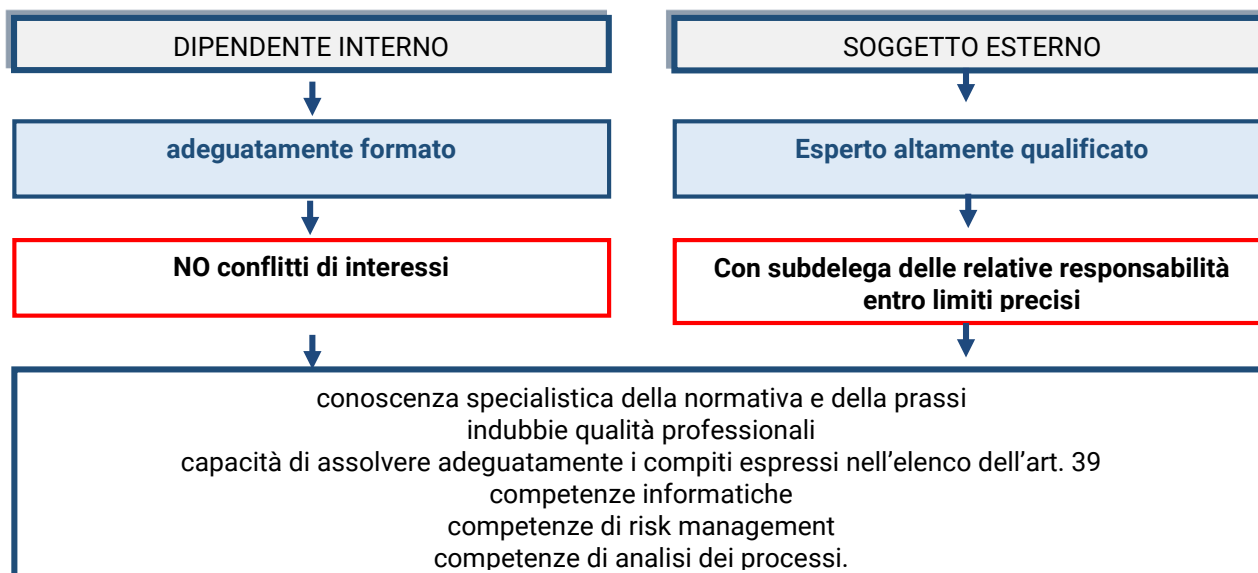 DIPENDENTE INTERNO
SOGGETTO ESTERNO
adeguatamente formato
Esperto altamente qualificato
NO conflitti di interessi
Con subdelega delle relative responsabilità
entro limiti precisi
conoscenza specialistica della normativa e della prassi
indubbie qualità professionali
capacità di assolvere adeguatamente i compiti espressi nell’elenco dell’art. 39
competenze informatiche
competenze di risk management
competenze di analisi dei processi.